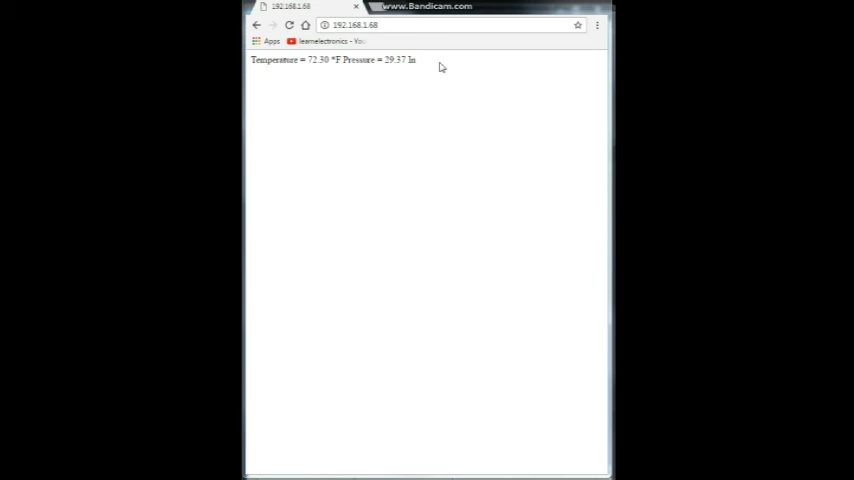 192.168.1.68
www.Bandicam.com
192.168.1.68
Apps
learnelectronics - You
Temperature = 72.30 *F Pressure = 29.37 In